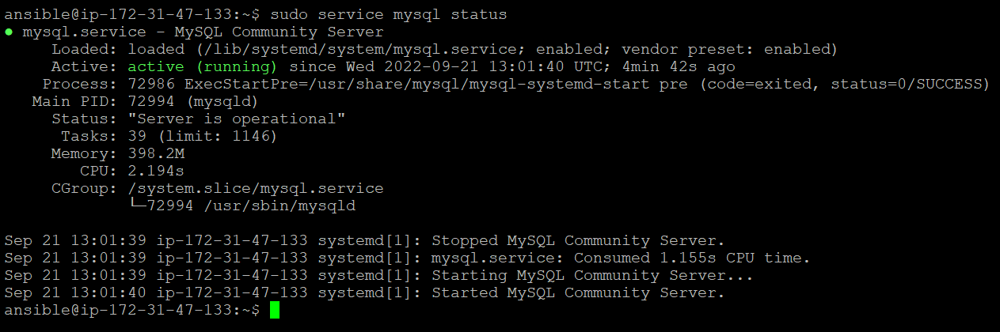 ansible@ip-172-31-47-133:~$ sudo service mysql status
● mysql.service - MySQL Community Server
     Loaded: loaded (/lib/systemd/system/mysql.service; enabled; vendor preset: enabled)
     Active: active (running) since Wed 2022-09-21 13:01:40 UTC; 4min 42s ago
    Process: 72986 ExecStartPre=/usr/share/mysql/mysql-systemd-start pre (code=exited, status=0/SUCCESS)
   Main PID: 72994 (mysqld)
     Status: "Server is operational"
      Tasks: 39 (limit: 1146)
     Memory: 398.2M
        CPU: 2.194s
     CGroup: /system.slice/mysql.service
             └─72994 /usr/sbin/mysqld

Sep 21 13:01:39 ip-172-31-47-133 systemd[1]: Stopped MySQL Community Server.
Sep 21 13:01:39 ip-172-31-47-133 systemd[1]: mysql.service: Consumed 1.155s CPU time.
Sep 21 13:01:39 ip-172-31-47-133 systemd[1]: Starting MySQL Community Server...
Sep 21 13:01:40 ip-172-31-47-133 systemd[1]: Started MySQL Community Server.
ansible@ip-172-31-47-133:~$